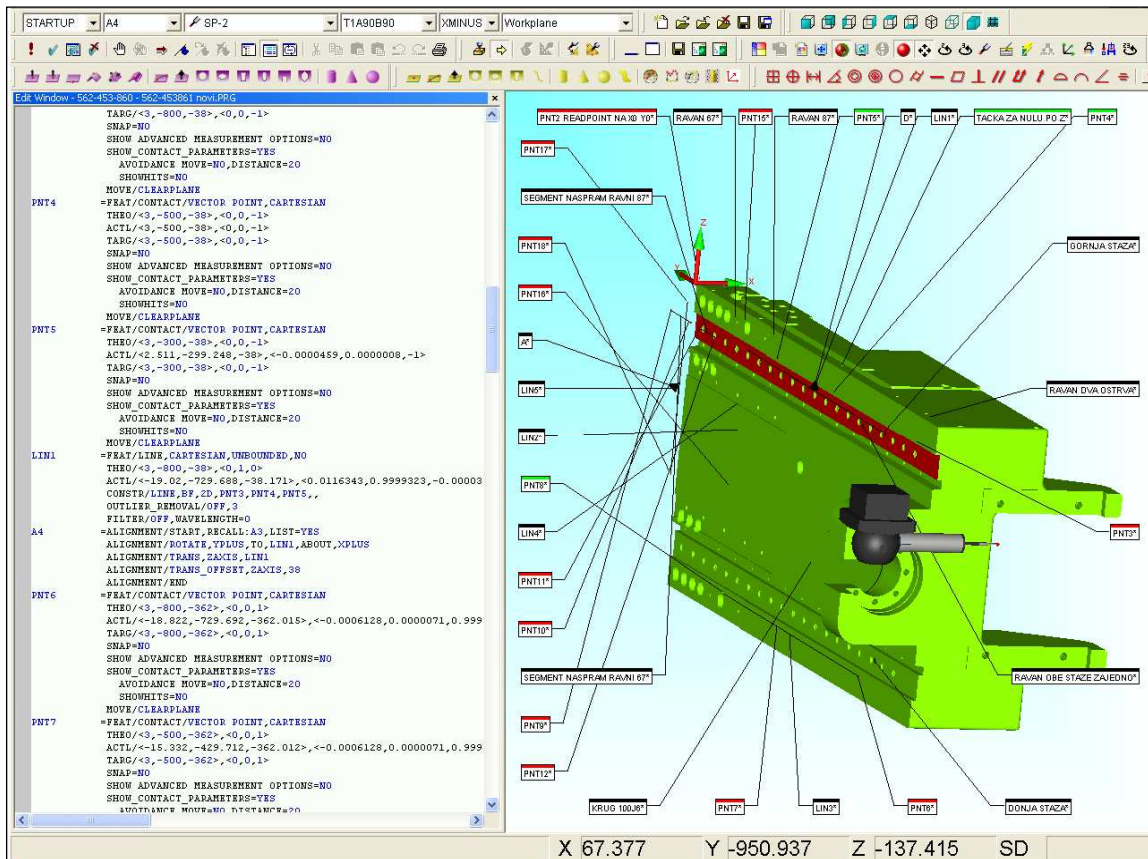 STARTUP A4 SP-2 T1A90B90 XMINUS Workplane
Edit Window - 562-453-860 - 562-453861 novi.PRG
TARG/<3,-800,-38>,<0,0,-1>
SNAP=NO
SHOW ADVANCED MEASUREMENT OPTIONS=NO
SHOW_CONTACT_PARAMETERS=YES
AVOIDANCE MOVE=NO,DISTANCE=20
SHOWHITS=NO
MOVE/CLEARPLANE
PNT4 =FEAT/CONTACT/VECTOR POINT,CARTESIAN
THEO/<3,-500,-38>,<0,0,-1>
ACTL/<3,-500,-38>,<0,0,-1>
TARG/<3,-500,-38>,<0,0,-1>
SNAP=NO
SHOW ADVANCED MEASUREMENT OPTIONS=NO
SHOW_CONTACT_PARAMETERS=YES
AVOIDANCE MOVE=NO,DISTANCE=20
SHOWHITS=NO
MOVE/CLEARPLANE
PNT5 =FEAT/CONTACT/VECTOR POINT,CARTESIAN
THEO/<3,-300,-38>,<0,0,-1>
ACTL/<2.511,-299.248,-38>,<-0.0000459,0.0000008,-1>
TARG/<3,-300,-38>,<0,0,-1>
SNAP=NO
SHOW ADVANCED MEASUREMENT OPTIONS=NO
SHOW_CONTACT_PARAMETERS=YES
AVOIDANCE MOVE=NO,DISTANCE=20
SHOWHITS=NO
MOVE/CLEARPLANE
LIN1 =FEAT/LINE,CARTESIAN,UNBOUNDED,NO
THEO/<3,-800,-38>,<0,1,0>
ACTL/<-19.02,-729.688,-38.171>,<0.0116343,0.9999323,-0.00003
CONSTR/LINE,BF,2D,PNT3,PNT4,PNT5,,
OUTLIER_REMOVAL/OFF,3
FILTER/OFF,WAVELENGTH=0
A4 =ALIGNMENT/START,RECALL:A3,LIST=YES
ALIGNMENT/ROTATE,YPLUS,TO,LIN1,ABOUT,XPLUS
ALIGNMENT/TRANS,ZAXIS,LIN1
ALIGNMENT/TRANS_OFFSET,ZAXIS,38
ALIGNMENT/END
PNT6 =FEAT/CONTACT/VECTOR POINT,CARTESIAN
THEO/<3,-800,-362>,<0,0,1>
ACTL/<-18.822,-729.692,-362.015>,<-0.0006128,0.0000071,0.999
TARG/<3,-800,-362>,<0,0,1>
SNAP=NO
SHOW ADVANCED MEASUREMENT OPTIONS=NO
SHOW_CONTACT_PARAMETERS=YES
AVOIDANCE MOVE=NO,DISTANCE=20
SHOWHITS=NO
MOVE/CLEARPLANE
PNT7 =FEAT/CONTACT/VECTOR POINT,CARTESIAN
THEO/<3,-500,-362>,<0,0,1>
ACTL/<-15.332,-429.712,-362.012>,<-0.0006128,0.0000071,0.999
TARG/<3,-500,-362>,<0,0,1>
SNAP=NO
SHOW ADVANCED MEASUREMENT OPTIONS=NO
SHOW_CONTACT_PARAMETERS=YES
AVOIDANCE MOVE=NO,DISTANCE=20
PNT2 READPOINT NA X0 Y0* RAVAN 67* PNT15* RAVAN 87* PNT5* D* LIN1* TACKA ZA NULU PO Z* PNT4*
PNT17*
SEGMENT NASPRAM RAVNI 87*
Z
PNT18* GORNJA STAZA*
Y X
PNT16*
A*
LIN5* RAVAN DVA OSTRVA*
LIN2*
PNT8*
LIN4* PNT3*
PNT11*
PNT10*
SEGMENT NASPRAM RAVNI 67* RAVAN OBE STAZE ZAJEDNO*
PNT9*
PNT12*
KRUG 100J6* PNT7* LIN3* PNT6* DONJA STAZA*
X 67.377 Y -950.937 Z -137.415 SD